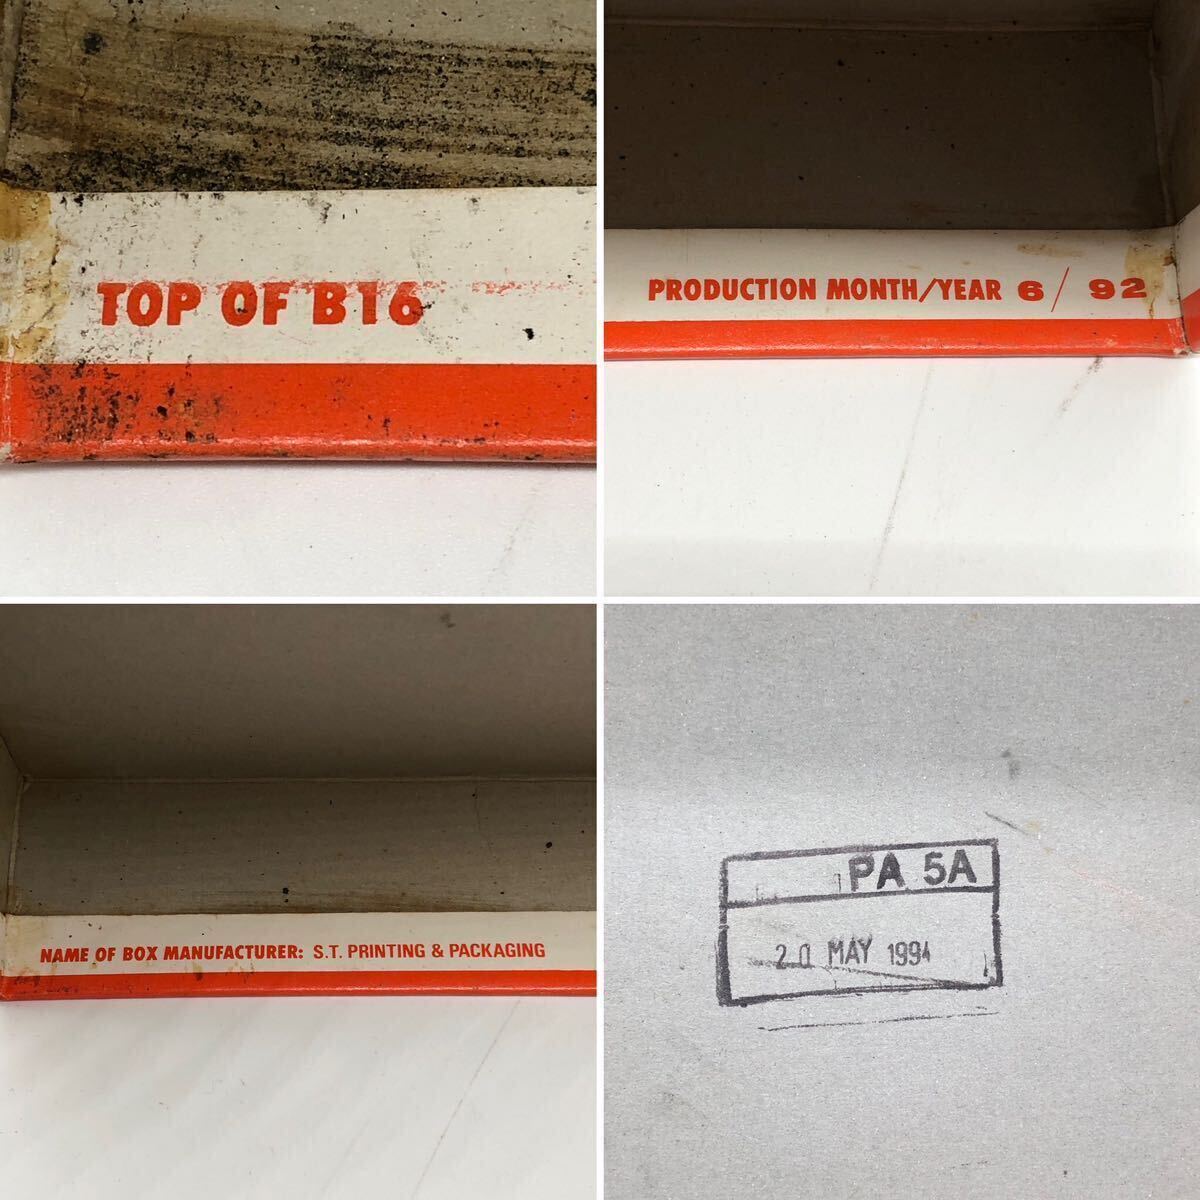 TOP OF B16
PRODUCTION MONTH/YEAR 6/ 92
NAME OF BOX MANUFACTURER: S.T. PRINTING & PACKAGING
PA 5A
20 MAY 1994